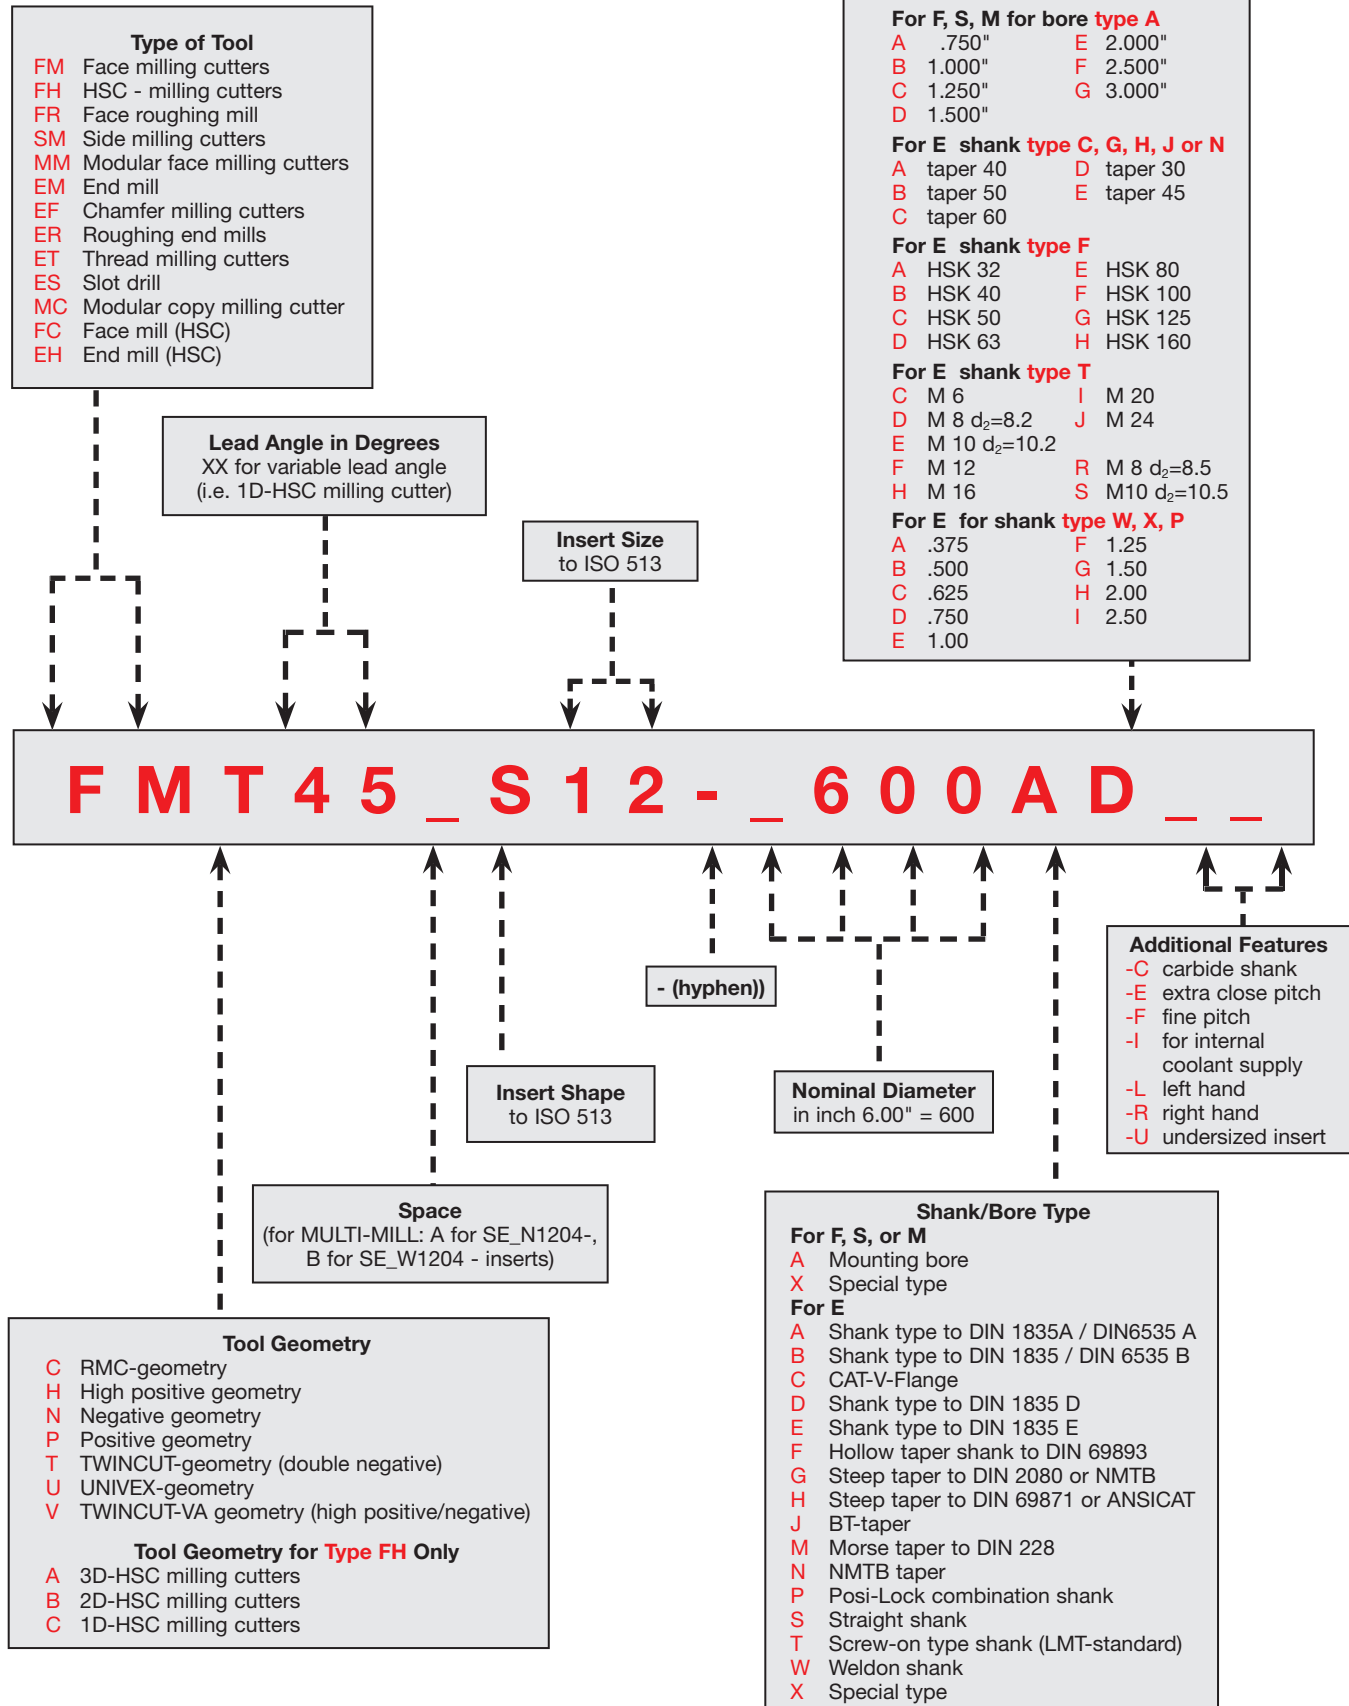 Type of Tool
FM Face milling cutters
FH HSC - milling cutters
FR Face roughing mill
SM Side milling cutters
MM Modular face milling cutters
EM End mill
EF Chamfer milling cutters
ER Roughing end mills
ET Thread milling cutters
ES Slot drill
MC Modular copy milling cutter
FC Face mill (HSC)
EH End mill (HSC)
Lead Angle in Degrees
XX for variable lead angle
(i.e. 1D-HSC milling cutter)
Insert Size
to ISO 513
For F, S, M for bore type A
A .750" E 2.000"
B 1.000" F 2.500"
C 1.250" G 3.000"
D 1.500"
For E shank type C, G, H, J or N
A taper 40 D taper 30
B taper 50 E taper 45
C taper 60
For E shank type F
A HSK 32 E HSK 80
B HSK 40 F HSK 100
C HSK 50 G HSK 125
D HSK 63 H HSK 160
For E shank type T
C M 6 I M 20
D M 8 d₂=8.2 J M 24
E M 10 d₂=10.2
F M 12 R M 8 d₂=8.5
H M 16 S M10 d₂=10.5
For E for shank type W, X, P
A .375 F 1.25
B .500 G 1.50
C .625 H 2.00
D .750 I 2.50
E 1.00
F M T 4 5 _ S 1 2 - _ 6 0 0 A D _ _
- (hyphen))
Additional Features
-C carbide shank
-E extra close pitch
-F fine pitch
-I for internal
coolant supply
-L left hand
-R right hand
-U undersized insert
Insert Shape
to ISO 513
Nominal Diameter
in inch 6.00" = 600
Space
(for MULTI-MILL: A for SE_N1204-,
B for SE_W1204 - inserts)
Tool Geometry
C RMC-geometry
H High positive geometry
N Negative geometry
P Positive geometry
T TWINCUT-geometry (double negative)
U UNIVEX-geometry
V TWINCUT-VA geometry (high positive/negative)
Tool Geometry for Type FH Only
A 3D-HSC milling cutters
B 2D-HSC milling cutters
C 1D-HSC milling cutters
Shank/Bore Type
For F, S, or M
A Mounting bore
X Special type
For E
A Shank type to DIN 1835A / DIN6535 A
B Shank type to DIN 1835 / DIN 6535 B
C CAT-V-Flange
D Shank type to DIN 1835 D
E Shank type to DIN 1835 E
F Hollow taper shank to DIN 69893
G Steep taper to DIN 2080 or NMTB
H Steep taper to DIN 69871 or ANSICAT
J BT-taper
M Morse taper to DIN 228
N NMTB taper
P Posi-Lock combination shank
S Straight shank
T Screw-on type shank (LMT-standard)
W Weldon shank
X Special type